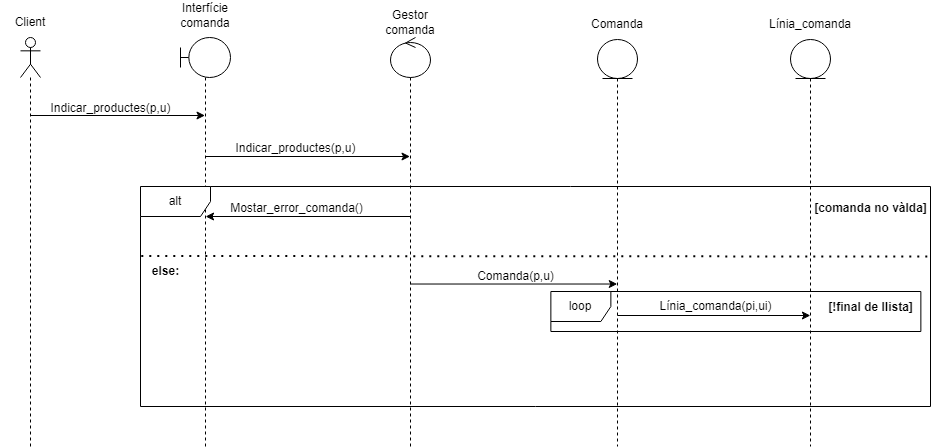 Client
Interfície
comanda
Gestor
comanda
Comanda
Línia_comanda
Indicar_productes(p,u)
Indicar_productes(p,u)
alt
Mostar_error_comanda()
[comanda no vàlda]
else:
Comanda(p,u)
loop
Línia_comanda(pi,ui)
[!final de llista]